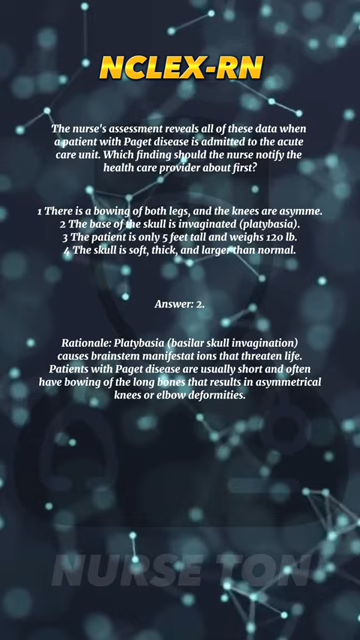 NCLEX-RN
The nurse's assessment reveals all of these data when
a patient with Paget disease is admitted to the acute
care unit. Which finding should the nurse notify the
health care provider about first?
1 There is a bowing of both legs, and the knees are asymme.
2 The base of the skull is invaginated (platybasia).
3 The patient is only 5 feet tall and weighs 120 lb.
4 The skull is soft, thick, and larger than normal.
Answer: 2.
Rationale: Platybasia (basilar skull invagination)
causes brainstem manifestat ions that threaten life.
Patients with Paget disease are usually short and often
have bowing of the long bones that results in asymmetrical
knees or elbow deformities.
NURSE TON